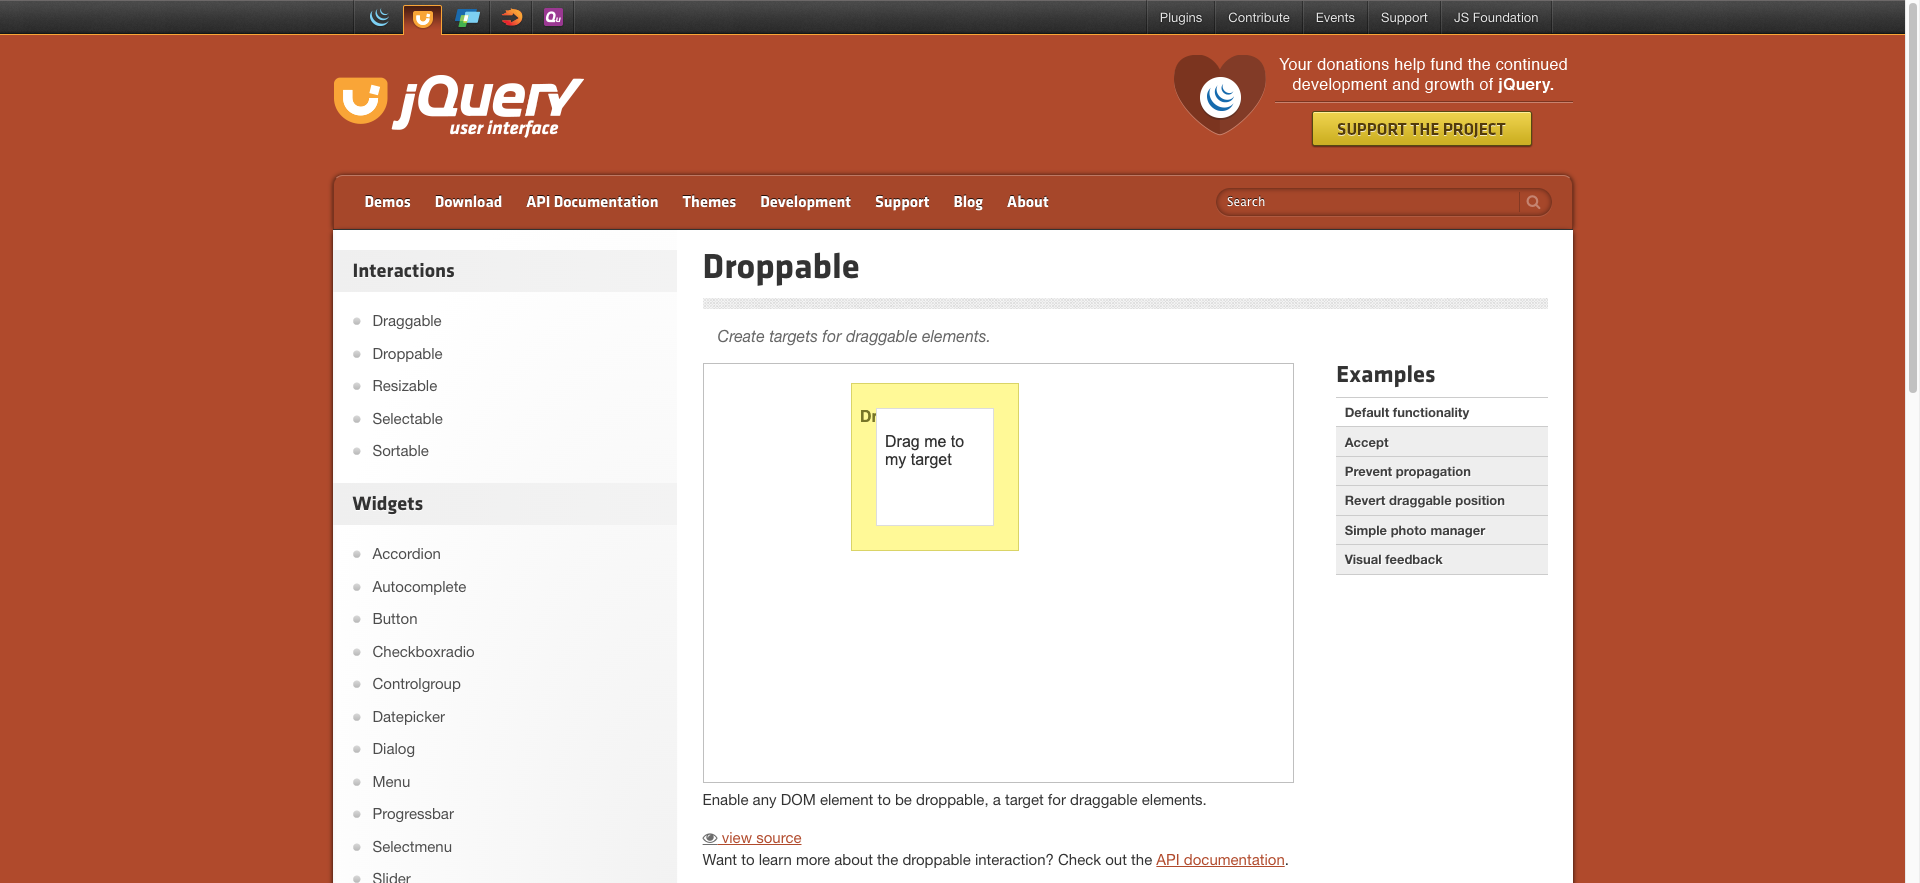 Plugins
Contribute
Events
Support
JS Foundation
jQuery
user interface
Your donations help fund the continued
development and growth of jQuery.
SUPPORT THE PROJECT
Demos
Download
API Documentation
Themes
Development
Support
Blog
About
Search
Interactions
Draggable
Droppable
Resizable
Selectable
Sortable
Widgets
Accordion
Autocomplete
Button
Checkboxradio
Controlgroup
Datepicker
Dialog
Menu
Progressbar
Selectmenu
Slider
Droppable
Create targets for draggable elements.
Dr
Drag me to
my target
Enable any DOM element to be droppable, a target for draggable elements.
view source
Want to learn more about the droppable interaction? Check out the API documentation.
Examples
Default functionality
Accept
Prevent propagation
Revert draggable position
Simple photo manager
Visual feedback